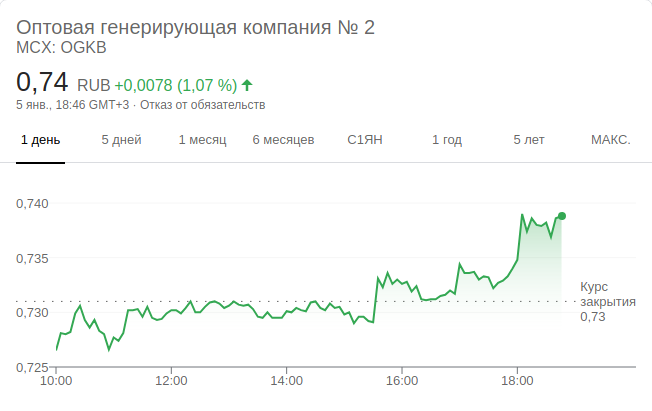 Оптовая генерирующая компания № 2
MCX: OGKB
0,74 RUB +0,0078 (1,07 %)
5 янв., 18:46 GMT+3 · Отказ от обязательств
1 день 5 дней 1 месяц 6 месяцев С1ЯН 1 год 5 лет МАКС.
0,740
0,735
Курс
закрытия
0,73
0,730
0,725
10:00 12:00 14:00 16:00 18:00